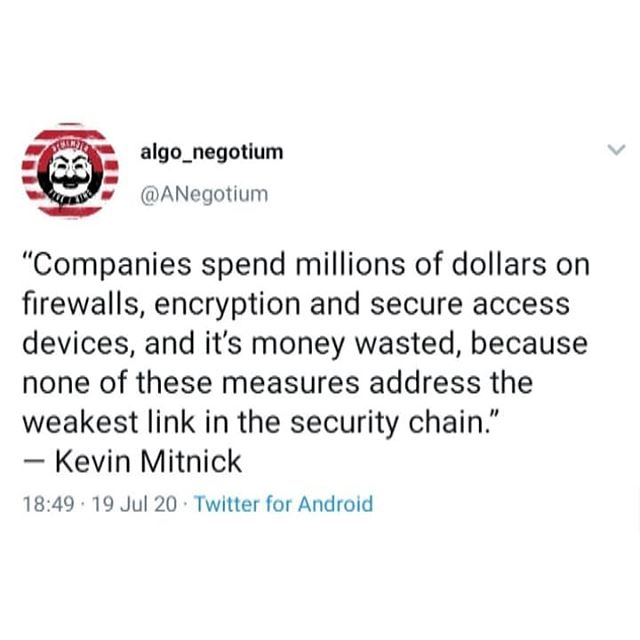 algo_negotium
@ANegotium
“Companies spend millions of dollars on
firewalls, encryption and secure access
devices, and it’s money wasted, because
none of these measures address the
weakest link in the security chain.”
— Kevin Mitnick
18:49 · 19 Jul 20 · Twitter for Android